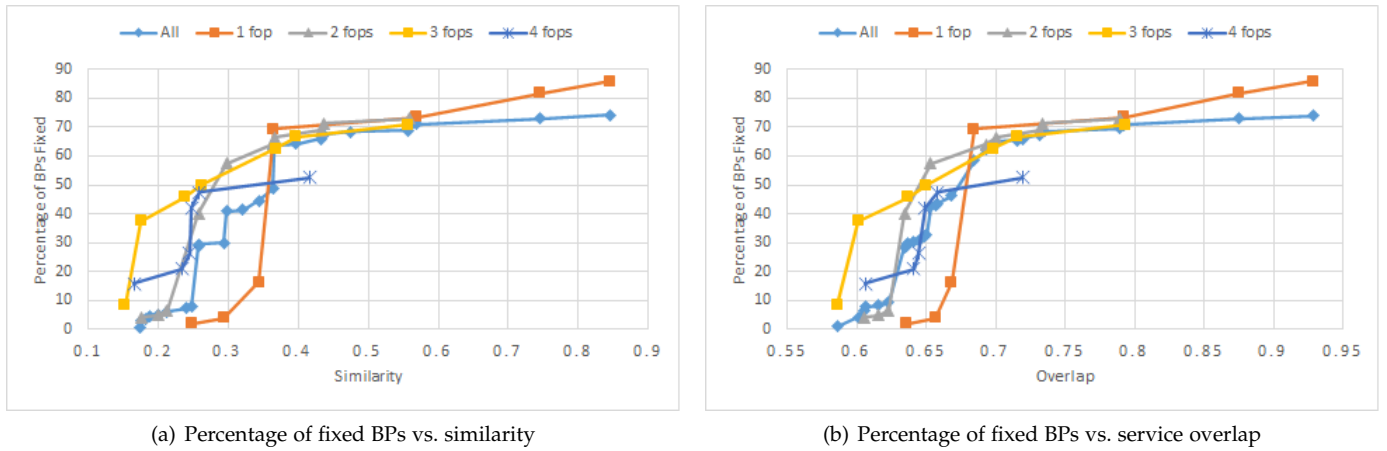 All 1 fop 2 fops 3 fops 4 fops
90
80
70
60
50
40
30
20
10
0
Percentage of BPs Fixed
0.1 0.2 0.3 0.4 0.5 0.6 0.7 0.8 0.9
Similarity
(a) Percentage of fixed BPs vs. similarity
All 1 fop 2 fops 3 fops 4 fops
90
80
70
60
50
40
30
20
10
0
Percentage of BPs Fixed
0.55 0.6 0.65 0.7 0.75 0.8 0.85 0.9 0.95
Overlap
(b) Percentage of fixed BPs vs. service overlap